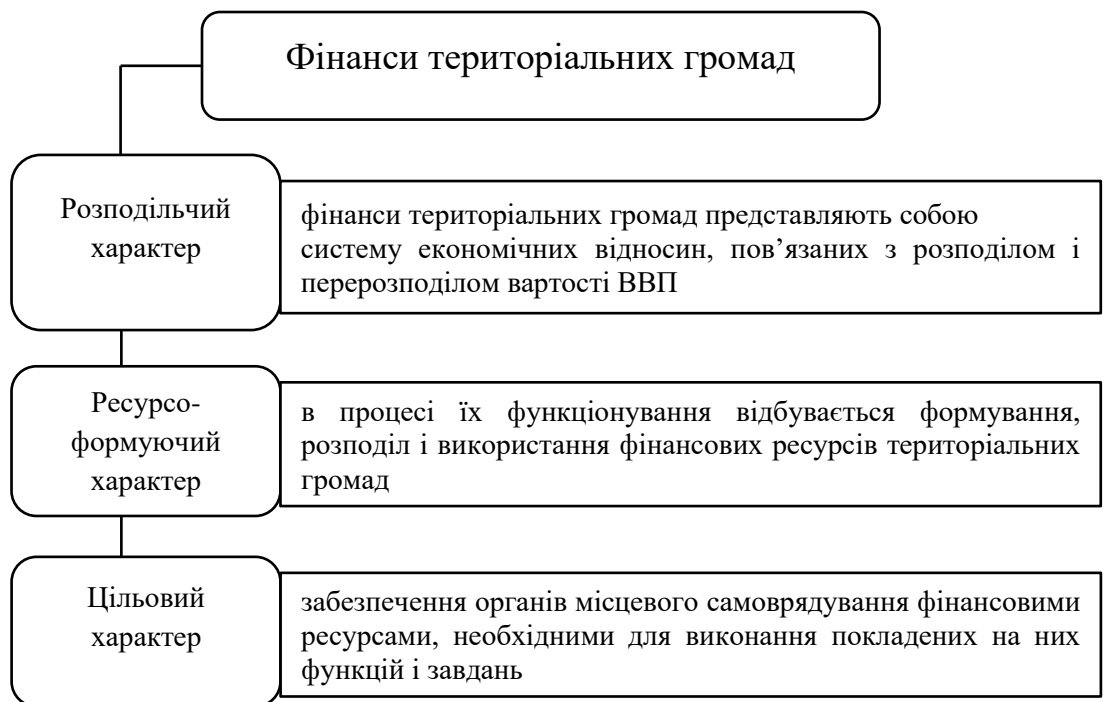 Фінанси територіальних громад
Розподільчий
характер
фінанси територіальних громад представляють собою
систему економічних відносин, пов’язаних з розподілом і
перерозподілом вартості ВВП
Ресурсо-
формуючий
характер
в процесі їх функціонування відбувається формування,
розподіл і використання фінансових ресурсів територіальних
громад
Цільовий
характер
забезпечення органів місцевого самоврядування фінансовими
ресурсами, необхідними для виконання покладених на них
функцій і завдань